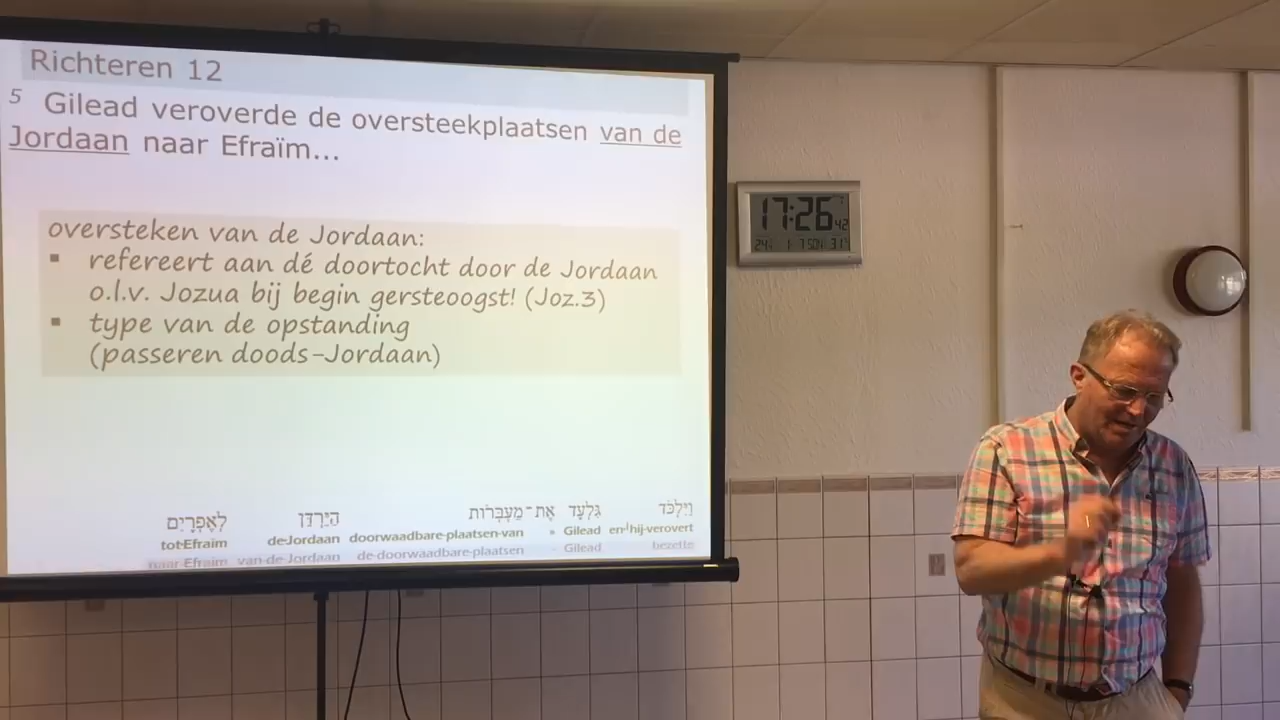 Richteren 12
5 Gilead veroverde de oversteekplaatsen van de
Jordaan naar Efraïm...
oversteken van de Jordaan:
▪ refereert aan dé doortocht door de Jordaan
o.l.v. Jozua bij begin gersteoogst! (Joz.3)
▪ type van de opstanding
(passeren doods-Jordaan)
וַיִּלְכֹּד גִּלְעָד אֶת־מַעְבְּרוֹת הַיַּרְדֵּן לְאֶפְרָיִם
tot-Efraïm de-Jordaan doorwaadbare-plaatsen-van Gilead en-hij-verovert
naar-Efraïm van-de-Jordaan de-doorwaadbare-plaatsen Gilead bezette
17:26 42